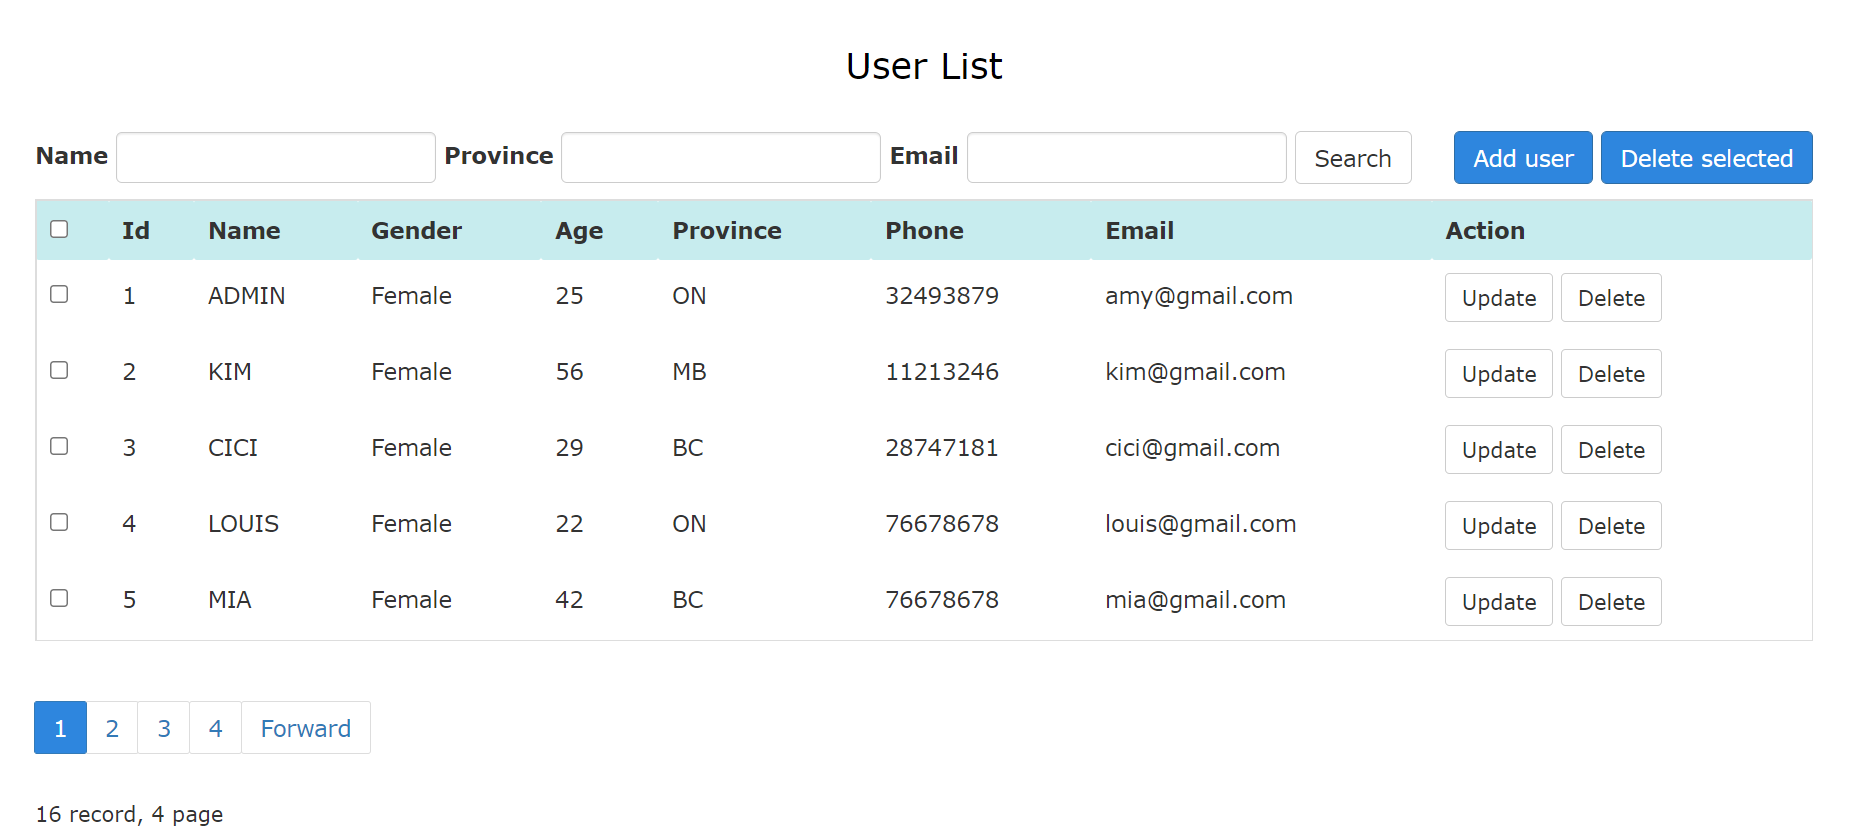 User List
Name Province Email Search Add user Delete selected
Id Name Gender Age Province Phone Email Action
1 ADMIN Female 25 ON 32493879 amy@gmail.com Update Delete
2 KIM Female 56 MB 11213246 kim@gmail.com Update Delete
3 CICI Female 29 BC 28747181 cici@gmail.com Update Delete
4 LOUIS Female 22 ON 76678678 louis@gmail.com Update Delete
5 MIA Female 42 BC 76678678 mia@gmail.com Update Delete
1 2 3 4 Forward
16 record, 4 page